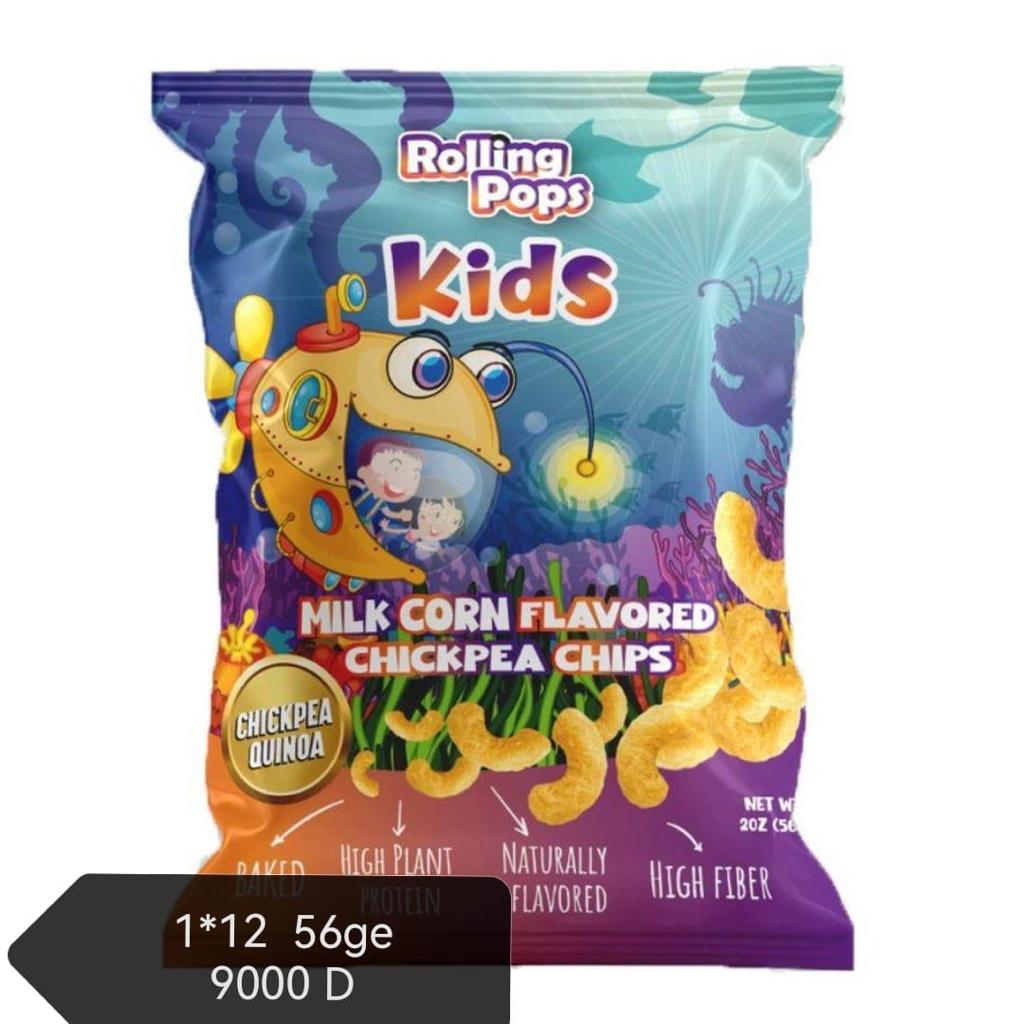 Rolling
Pops
Kids
MILK CORN FLAVORED
CHICKPEA CHIPS
CHICKPEA
QUINOA
NET W
2OZ (56
BAKED
HIGH PLANT
PROTEIN
NATURALLY
FLAVORED
HIGH FIBER
1*12 56ge
9000 D